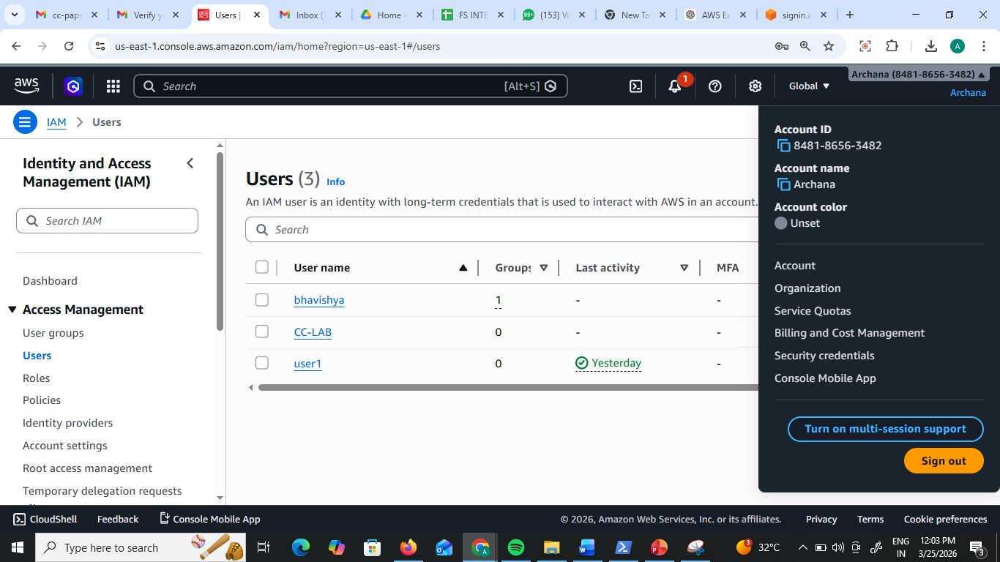 cc-pape
Verify y
Users |
Inbox (
Home -
FS INTE
99+
(153) W
New Ta
AWS Ex
signin.a
us-east-1.console.aws.amazon.com/iam/home?region=us-east-1#/users
A
aws
Search
[Alt+S]
1
Global
Archana (8481-8656-3482)
Archana
IAM
Users
Identity and Access
Management (IAM)
Search IAM
Dashboard
Access Management
User groups
Users
Roles
Policies
Identity providers
Account settings
Root access management
Temporary delegation requests
Users (3) Info
An IAM user is an identity with long-term credentials that is used to interact with AWS in an account.
Search
User name
Groups
Last activity
MFA
bhavishya 1 - -
CC-LAB 0 - -
user1 0 Yesterday -
Account ID
8481-8656-3482
Account name
Archana
Account color
Unset
Account
Organization
Service Quotas
Billing and Cost Management
Security credentials
Console Mobile App
Turn on multi-session support
Sign out
CloudShell Feedback Console Mobile App
© 2026, Amazon Web Services, Inc. or its affiliates.
Privacy Terms Cookie preferences
Type here to search
3
32°C
ENG
IN
12:03 PM
3/25/2026
3